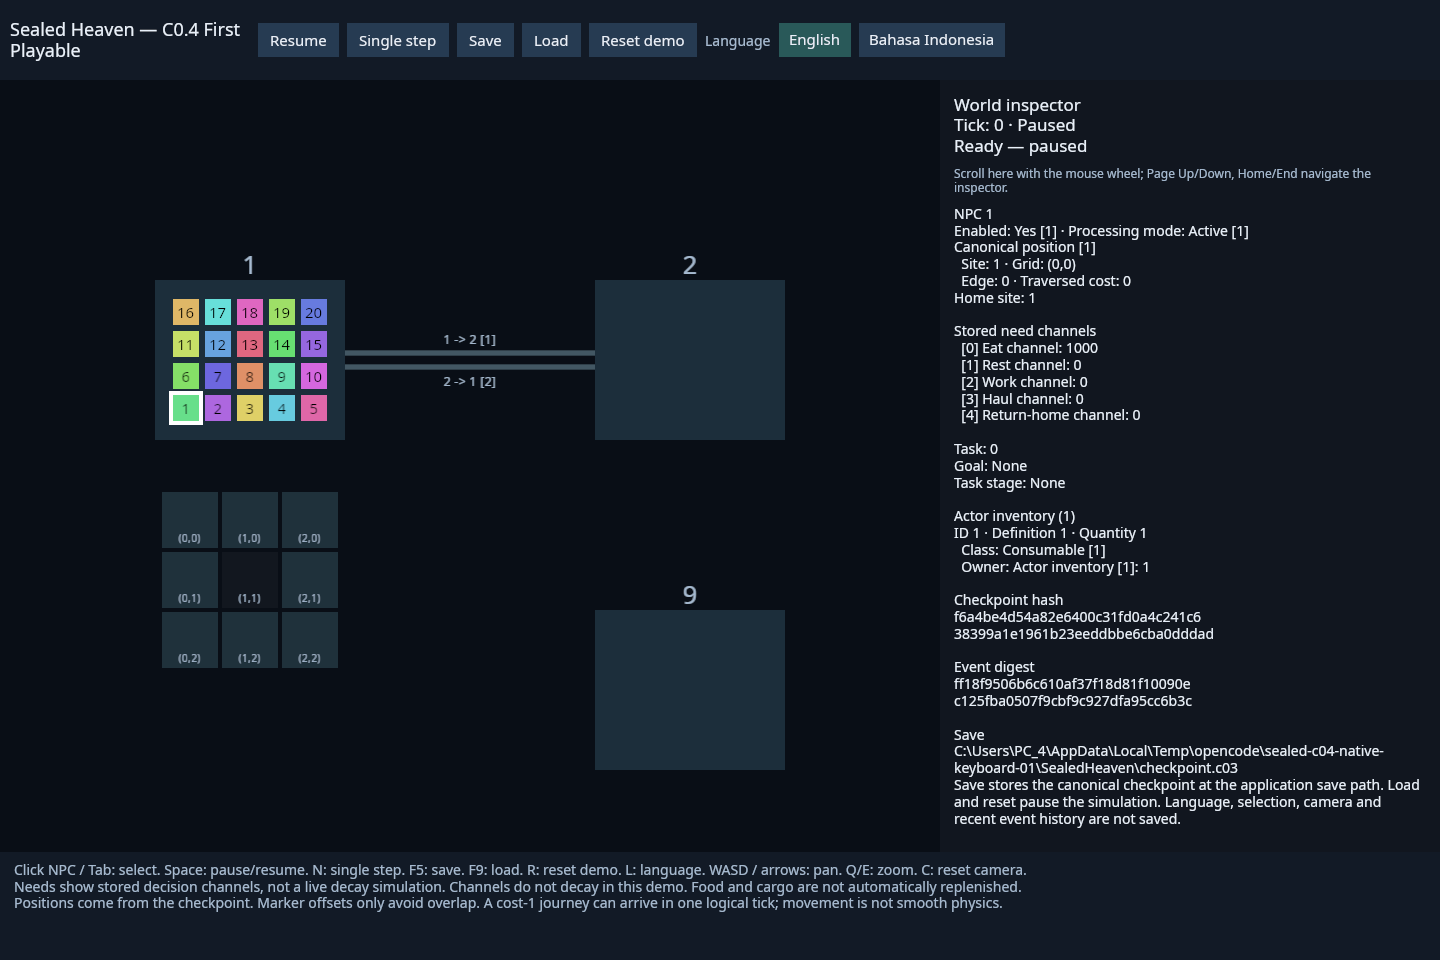 Sealed Heaven — C0.4 First
Playable
Resume
Single step
Save
Load
Reset demo
Language
English
Bahasa Indonesia
1
16 17 18 19 20
11 12 13 14 15
6 7 8 9 10
1 2 3 4 5
1 -> 2 [1]
2 -> 1 [2]
2
(0,0) (1,0) (2,0)
(0,1) (1,1) (2,1)
(0,2) (1,2) (2,2)
9
World inspector
Tick: 0 · Paused
Ready — paused
Scroll here with the mouse wheel; Page Up/Down, Home/End navigate the
inspector.
NPC 1
Enabled: Yes [1] · Processing mode: Active [1]
Canonical position [1]
Site: 1 · Grid: (0,0)
Edge: 0 · Traversed cost: 0
Home site: 1
Stored need channels
[0] Eat channel: 1000
[1] Rest channel: 0
[2] Work channel: 0
[3] Haul channel: 0
[4] Return-home channel: 0
Task: 0
Goal: None
Task stage: None
Actor inventory (1)
ID 1 · Definition 1 · Quantity 1
Class: Consumable [1]
Owner: Actor inventory [1]: 1
Checkpoint hash
f6a4be4d54a82e6400c31fd0a4c241c6
38399a1e1961b23eeddbbe6cba0dddad
Event digest
ff18f9506b6c610af37f18d81f10090e
c125fba0507f9cbf9c927dfa95cc6b3c
Save
C:\Users\PC_4\AppData\Local\Temp\opencode\sealed-c04-native-
keyboard-01\SealedHeaven\checkpoint.c03
Save stores the canonical checkpoint at the application save path. Load
and reset pause the simulation. Language, selection, camera and
recent event history are not saved.
Click NPC / Tab: select. Space: pause/resume. N: single step. F5: save. F9: load. R: reset demo. L: language. WASD / arrows: pan. Q/E: zoom. C: reset camera.
Needs show stored decision channels, not a live decay simulation. Channels do not decay in this demo. Food and cargo are not automatically replenished.
Positions come from the checkpoint. Marker offsets only avoid overlap. A cost-1 journey can arrive in one logical tick; movement is not smooth physics.